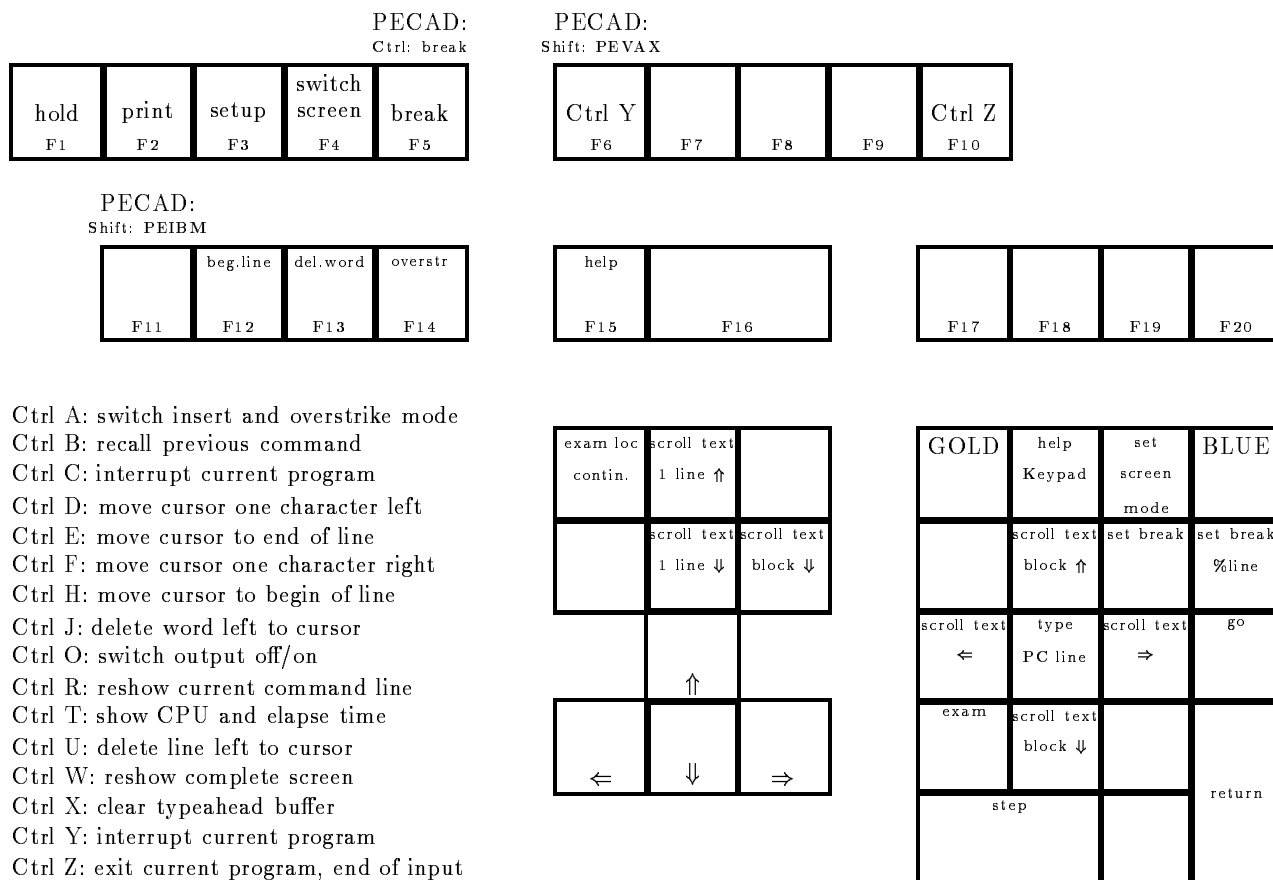 PECAD: PECAD:
Ctrl: break Shift: PEVAX
hold print setup switch screen break Ctrl Y Ctrl Z
F1 F2 F3 F4 F5 F6 F7 F8 F9 F10
PECAD:
Shift: PEIBM
beg.line del.word overstr help
F11 F12 F13 F14 F15 F16 F17 F18 F19 F20
Ctrl A: switch insert and overstrike mode
Ctrl B: recall previous command
Ctrl C: interrupt current program
Ctrl D: move cursor one character left
Ctrl E: move cursor to end of line
Ctrl F: move cursor one character right
Ctrl H: move cursor to begin of line
Ctrl J: delete word left to cursor
Ctrl O: switch output off/on
Ctrl R: reshow current command line
Ctrl T: show CPU and elapse time
Ctrl U: delete line left to cursor
Ctrl W: reshow complete screen
Ctrl X: clear typeahead buffer
Ctrl Y: interrupt current program
Ctrl Z: exit current program, end of input
exam loc scroll text
contin. 1 line ⇑
scroll text scroll text
1 line ⇓ block ⇓
⇑
⇐ ⇓ ⇒
GOLD help set BLUE
Keypad screen
mode
scroll text set break set break
block ⇑ %line
scroll text type scroll text go
⇐ PC line ⇒
exam scroll text
block ⇓
step return